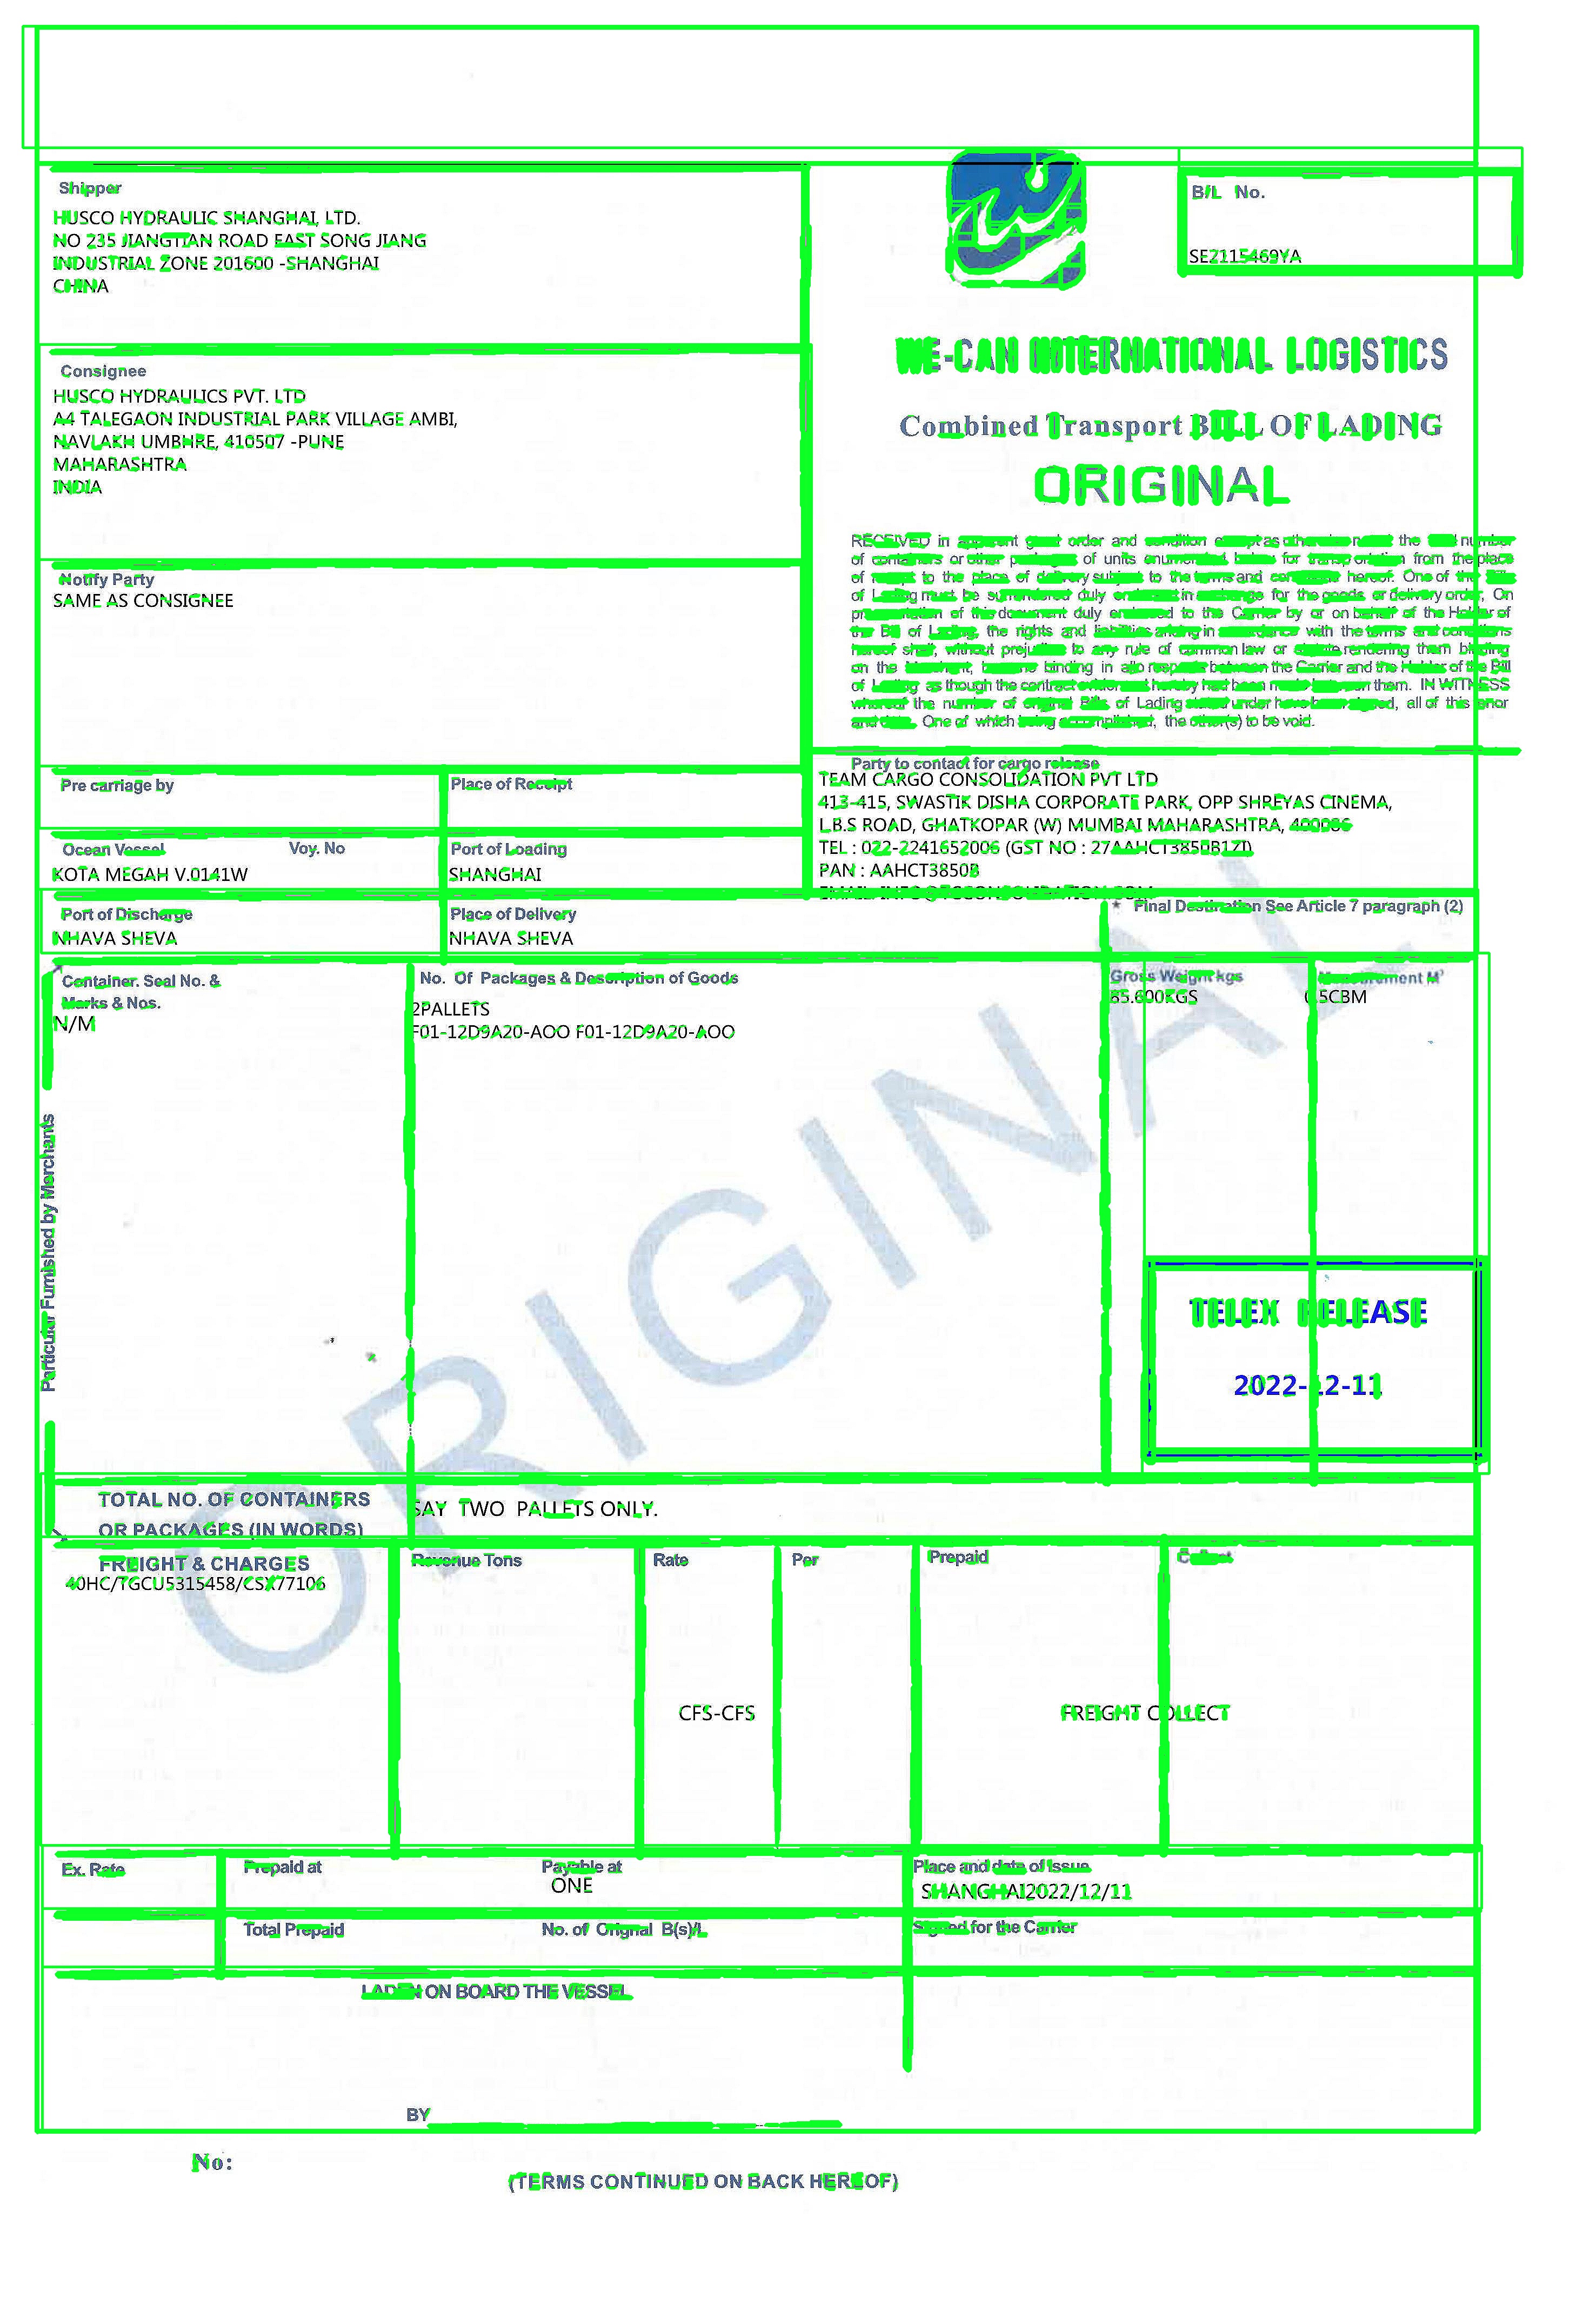 Shipper
HUSCO HYDRAULIC SHANGHAI, LTD.
NO 235 JIANGTIAN ROAD EAST SONG JIANG
INDUSTRIAL ZONE 201600 -SHANGHAI
CHINA
B/L No.
SE2115469YA
WE-CAN INTERNATIONAL LOGISTICS
Combined Transport BILL OF LADING
ORIGINAL
Consignee
HUSCO HYDRAULICS PVT. LTD
A4 TALEGAON INDUSTRIAL PARK VILLAGE AMBI,
NAVLAKH UMBHRE, 410507 -PUNE
MAHARASHTRA
INDIA
Notify Party
SAME AS CONSIGNEE
RECEIVED in apparent good order and condition except as otherwise noted the total number
of containers or other packages of units enumerated below for transportation from the place
of receipt to the place of delivery subject to the terms and conditions hereof. One of the Bills
of Lading must be surrendered duly endorsed in exchange for the goods or delivery order, On
presentation of this document duly endorsed to the Carrier by or on behalf of the Holder of
the Bill of Lading, the rights and liabilities arising in accordance with the terms and conditions
hereof shall, without prejudice to any rule of common law or statute rendering them binding
on the Merchant, become binding in all respects between the Carrier and the Holder of the Bill
of Lading as though the contract evidenced hereby had been made between them. IN WITNESS
whereof the number of original Bills of Lading stated under have been signed, all of this enor
and date. One of which being accomplished, the other(s) to be void.
Party to contact for cargo release
TEAM CARGO CONSOLIDATION PVT LTD
413-415, SWASTIK DISHA CORPORATE PARK, OPP SHREYAS CINEMA,
L.B.S ROAD, GHATKOPAR (W) MUMBAI MAHARASHTRA, 400086
TEL : 022-2241652006 (GST NO : 27AAHCT3850B1ZI)
PAN : AAHCT3850B
Pre carriage by
Place of Receipt
Ocean Vessel Voy. No
KOTA MEGAH V.0141W
Port of Loading
SHANGHAI
Port of Discharge
NHAVA SHEVA
Place of Delivery
NHAVA SHEVA
* Final Destination See Article 7 paragraph (2)
Container. Seal No. &
Marks & Nos.
N/M
No. Of Packages & Description of Goods
2PALLETS
F01-12D9A20-AOO F01-12D9A20-AOO
Gross Weight kgs
85.600KGS
Measurement M³
0.5CBM
Particular Furnished by Merchants
ORIGINAL
TELEX RELEASE
2022-12-11
TOTAL NO. OF CONTAINERS
OR PACKAGES (IN WORDS)
SAY TWO PALLETS ONLY.
FREIGHT & CHARGES
40HC/TGCU5315458/CSX77106
Revenue Tons
Rate
Per
Prepaid
Collect
CFS-CFS
FREIGHT COLLECT
Ex. Rate
Prepaid at
Payable at
ONE
Place and date of Issue
SHANGHAI2022/12/11
Total Prepaid
No. of Orignal B(s)/L
Signed for the Carrier
LADEN ON BOARD THE VESSEL
BY
No:
(TERMS CONTINUED ON BACK HEREOF)